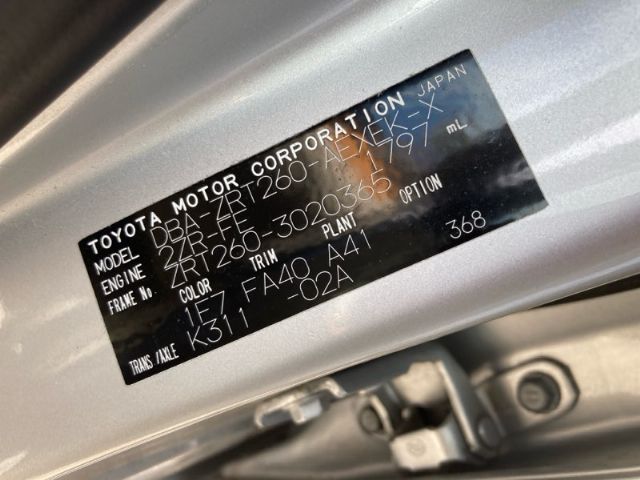 TOYOTA MOTOR CORPORATION JAPAN
MODEL DBA-ZRT260-AEXEK-X
ENGINE 2ZR-FE 1797 mL
FRAME No. ZRT260-3020365
COLOR TRIM PLANT OPTION
1E7 FA40 A41 368
TRANS/AXLE K311 -02A